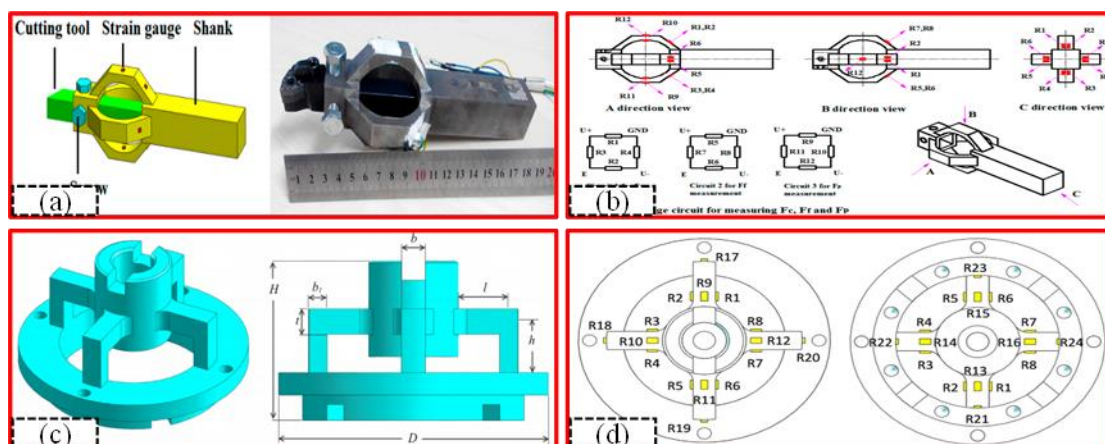 Cutting tool Strain gauge Shank
(a)
1 2 3 4 5 6 7 8 9 10 11 12 13 14 15 16 17 18 19
R12 R10 R1,R2
R6
R5
R3,R4
R11 R9
A direction view
R7,R8
R2
R12
R1
R5,R6
B direction view
R1 R2
R6
R5
R4 R3
C direction view
U+ GND
R1
R3 R4
R2
E U-
U+ GND
R5
R7 R8
R6
E U-
Circuit 2 for Ff
measurement
U+ GND
R9
R11 R10
R12
E U-
Circuit 3 for Fp
measurement
B
A
C
(b)
ge circuit for measuring Fc, Ff and Fp
b
H
b₁
l
t
h
D
(c)
R17
R9
R2 R1
R18 R3 R8
R10 R12
R4 R7 R20
R5 R6
R11
R19
R23
R5 R6
R15
R4 R7
R22 R14 R16 R24
R3 R8
R13
R2 R1
R21
(d)